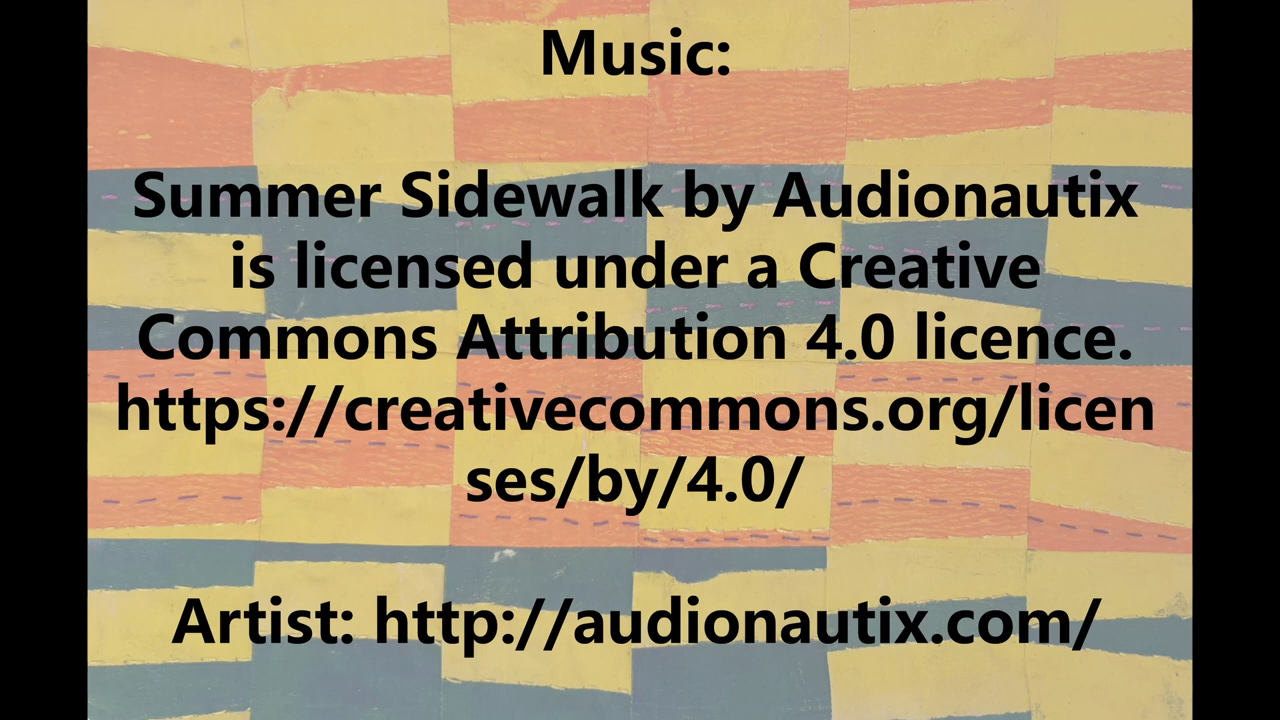 Music:
Summer Sidewalk by Audionautix
is licensed under a Creative
Commons Attribution 4.0 licence.
https://creativecommons.org/licen
ses/by/4.0/
Artist: http://audionautix.com/